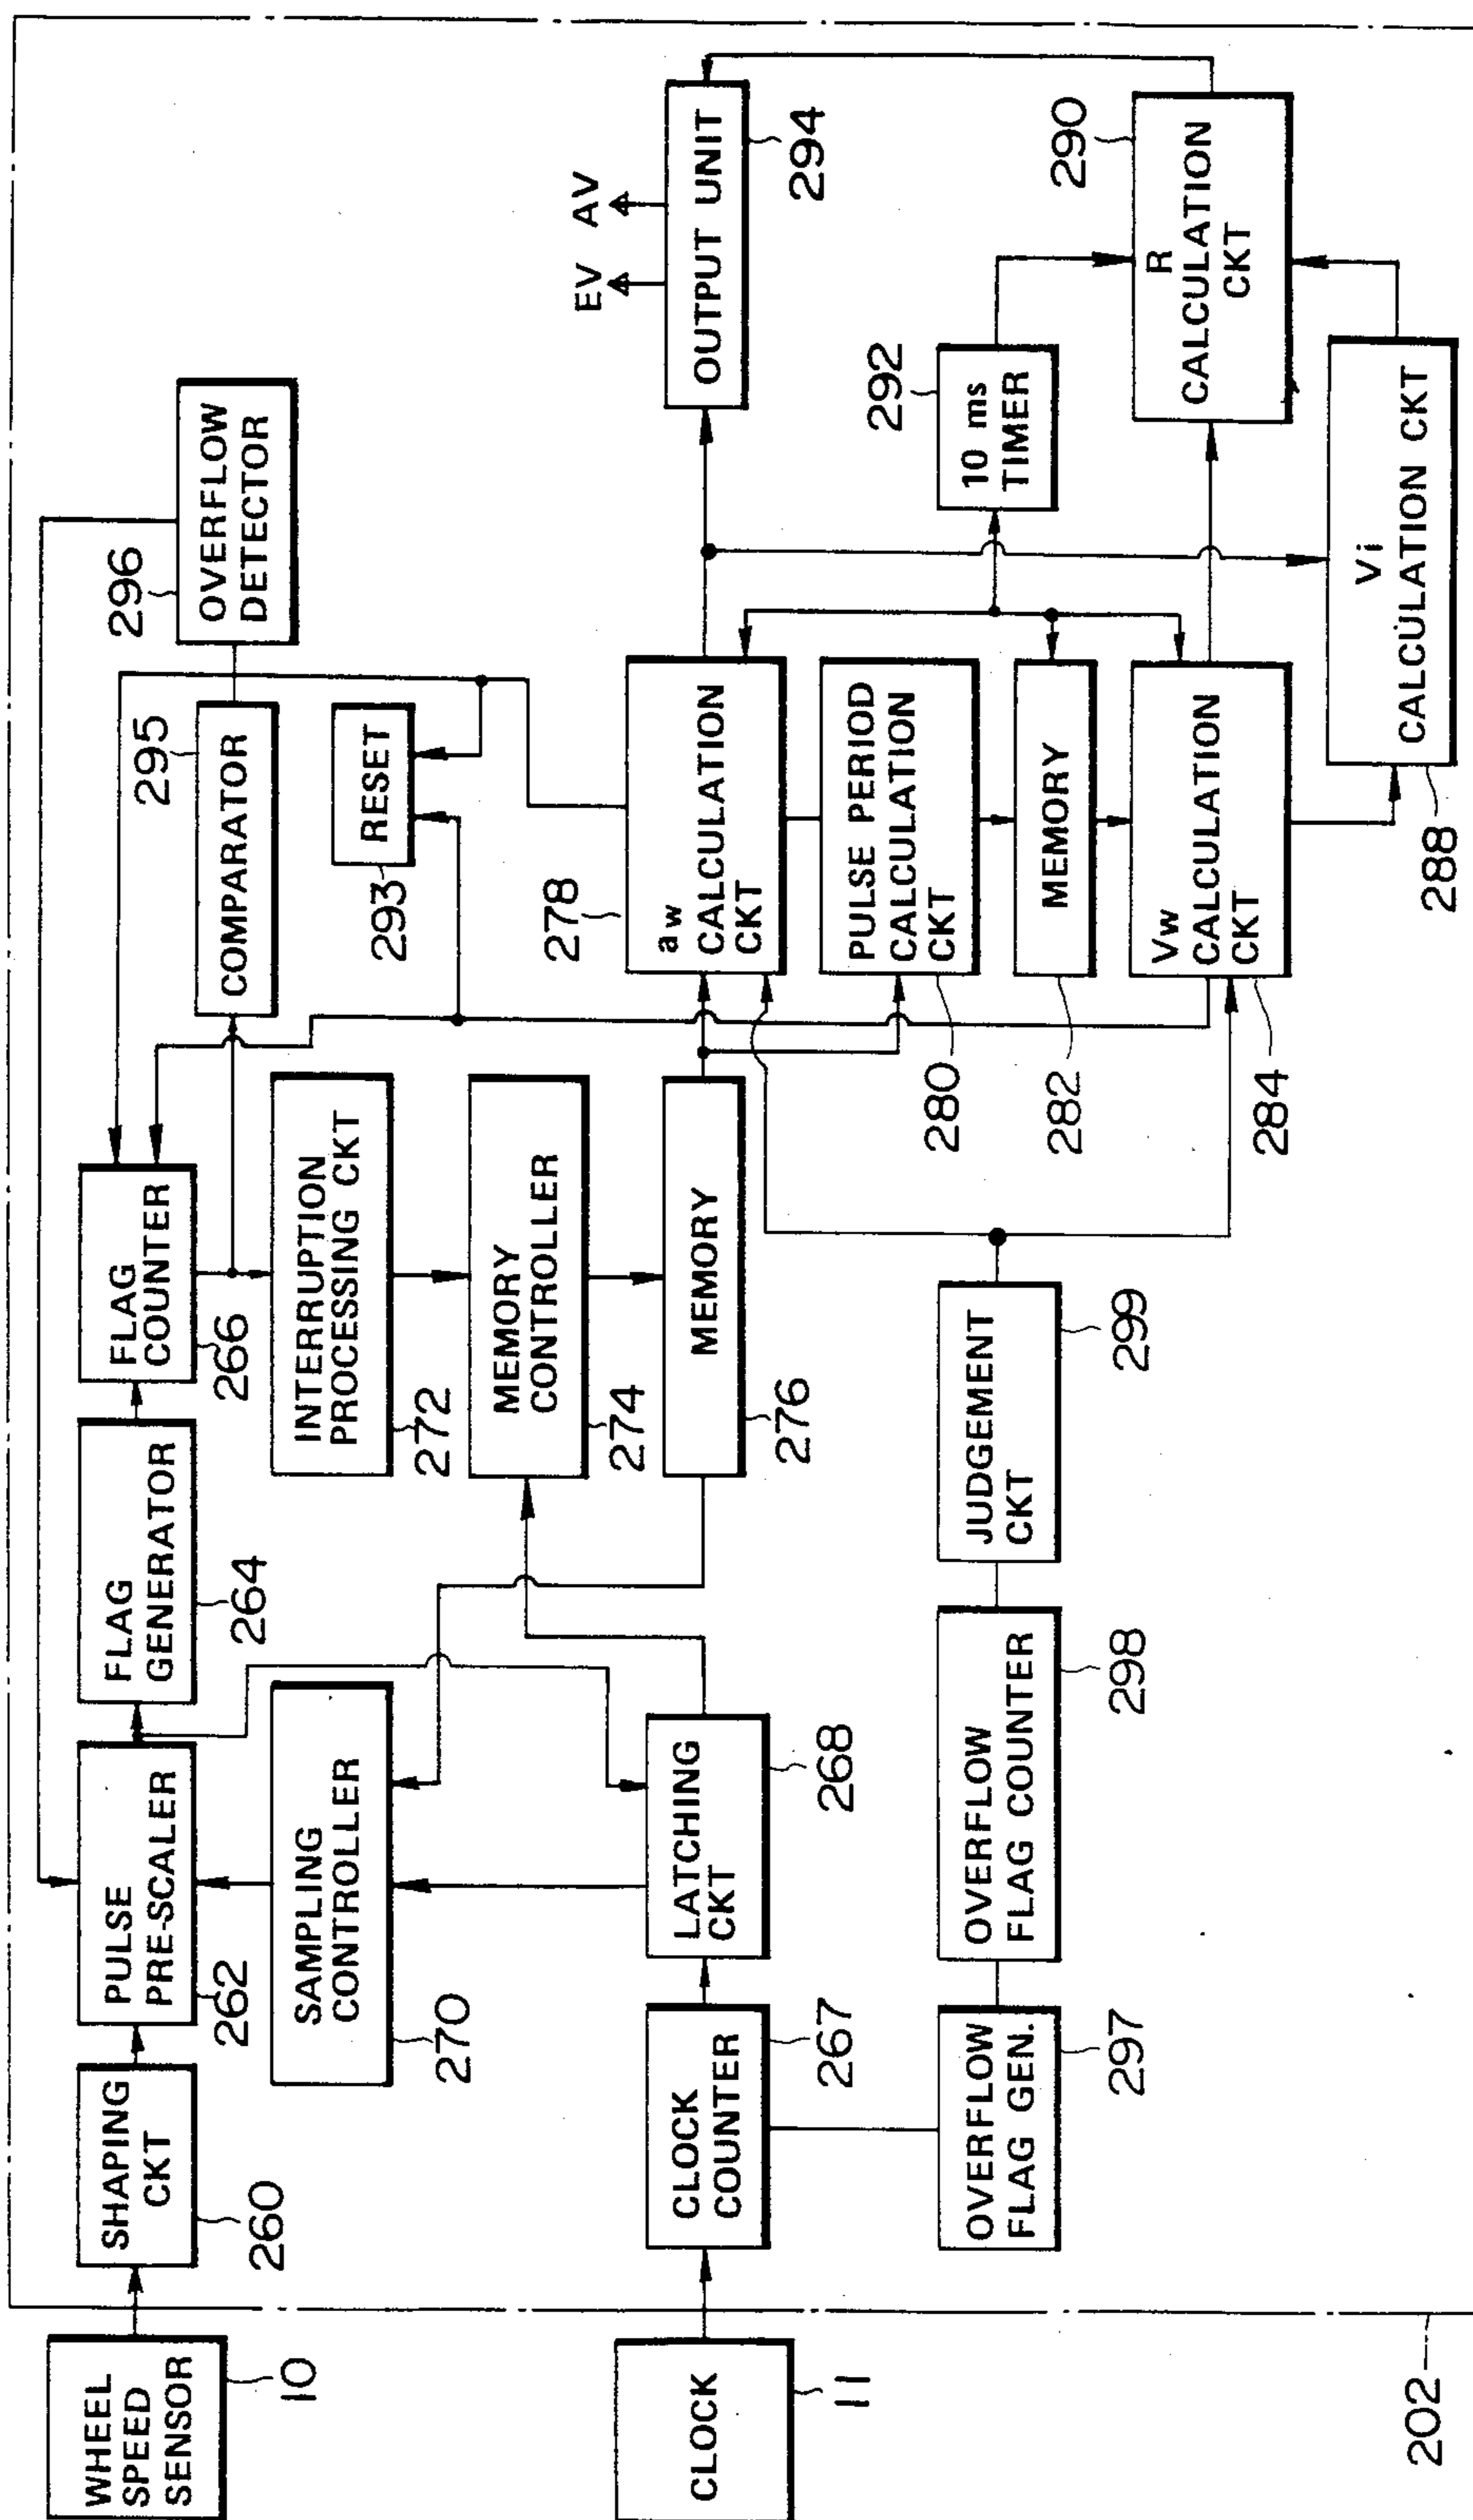 WHEEL
SPEED
SENSOR
10
SHAPING
CKT
260
PULSE
PRE-SCALER
262
FLAG
GENERATOR
264
FLAG
COUNTER
266
COMPARATOR
295
OVERFLOW
DETECTOR
296
SAMPLING
CONTROLLER
270
INTERRUPTION
PROCESSING CKT
272
RESET
293
MEMORY
CONTROLLER
274
CLOCK
11
CLOCK
COUNTER
267
LATCHING
CKT
268
MEMORY
276
aw
CALCULATION
CKT
278
OUTPUT UNIT
294
EV
AV
PULSE PERIOD
CALCULATION
CKT
280
MEMORY
282
Vw
CALCULATION
CKT
284
10 ms
TIMER
292
R
CALCULATION
CKT
290
Vi
CALCULATION CKT
288
OVERFLOW
FLAG GEN.
297
OVERFLOW
FLAG COUNTER
298
JUDGEMENT
CKT
299
202